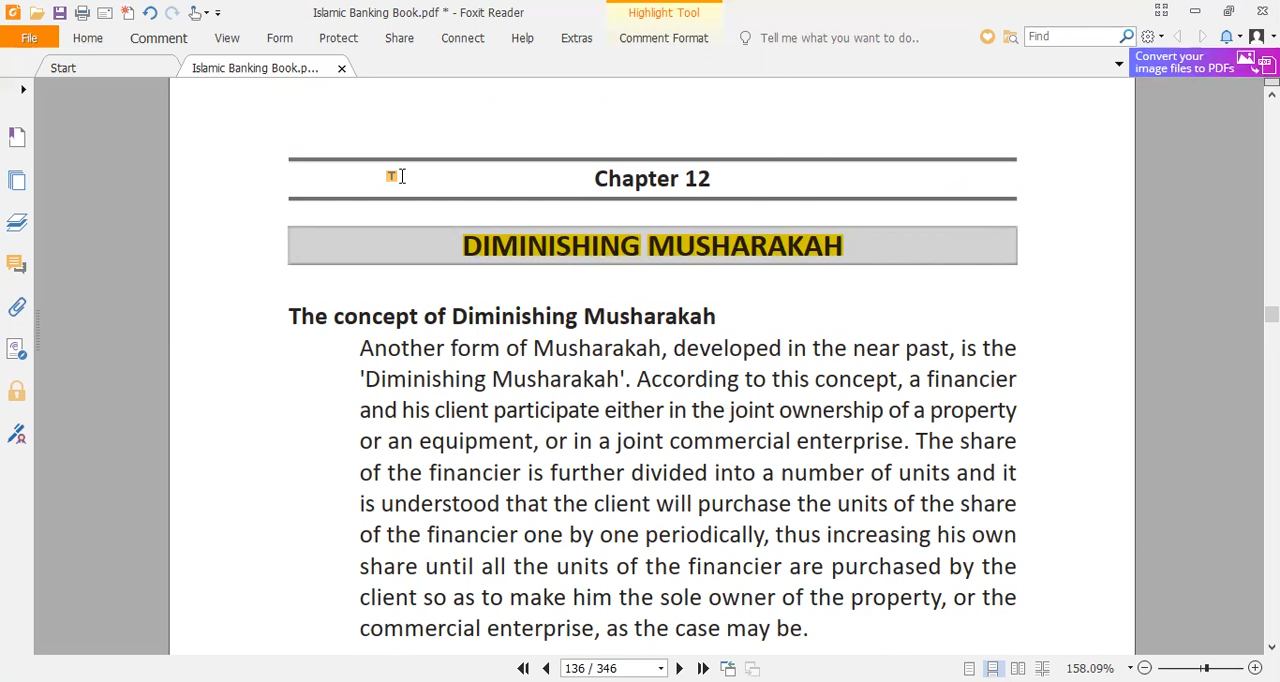 Islamic Banking Book.pdf * - Foxit Reader
Highlight Tool
File Home Comment View Form Protect Share Connect Help Extras Comment Format Tell me what you want to do.. Find
Start Islamic Banking Book.p...
Convert your
image files to PDFs
Chapter 12
DIMINISHING MUSHARAKAH
The concept of Diminishing Musharakah
Another form of Musharakah, developed in the near past, is the
'Diminishing Musharakah'. According to this concept, a financier
and his client participate either in the joint ownership of a property
or an equipment, or in a joint commercial enterprise. The share
of the financier is further divided into a number of units and it
is understood that the client will purchase the units of the share
of the financier one by one periodically, thus increasing his own
share until all the units of the financier are purchased by the
client so as to make him the sole owner of the property, or the
commercial enterprise, as the case may be.
136 / 346 158.09%